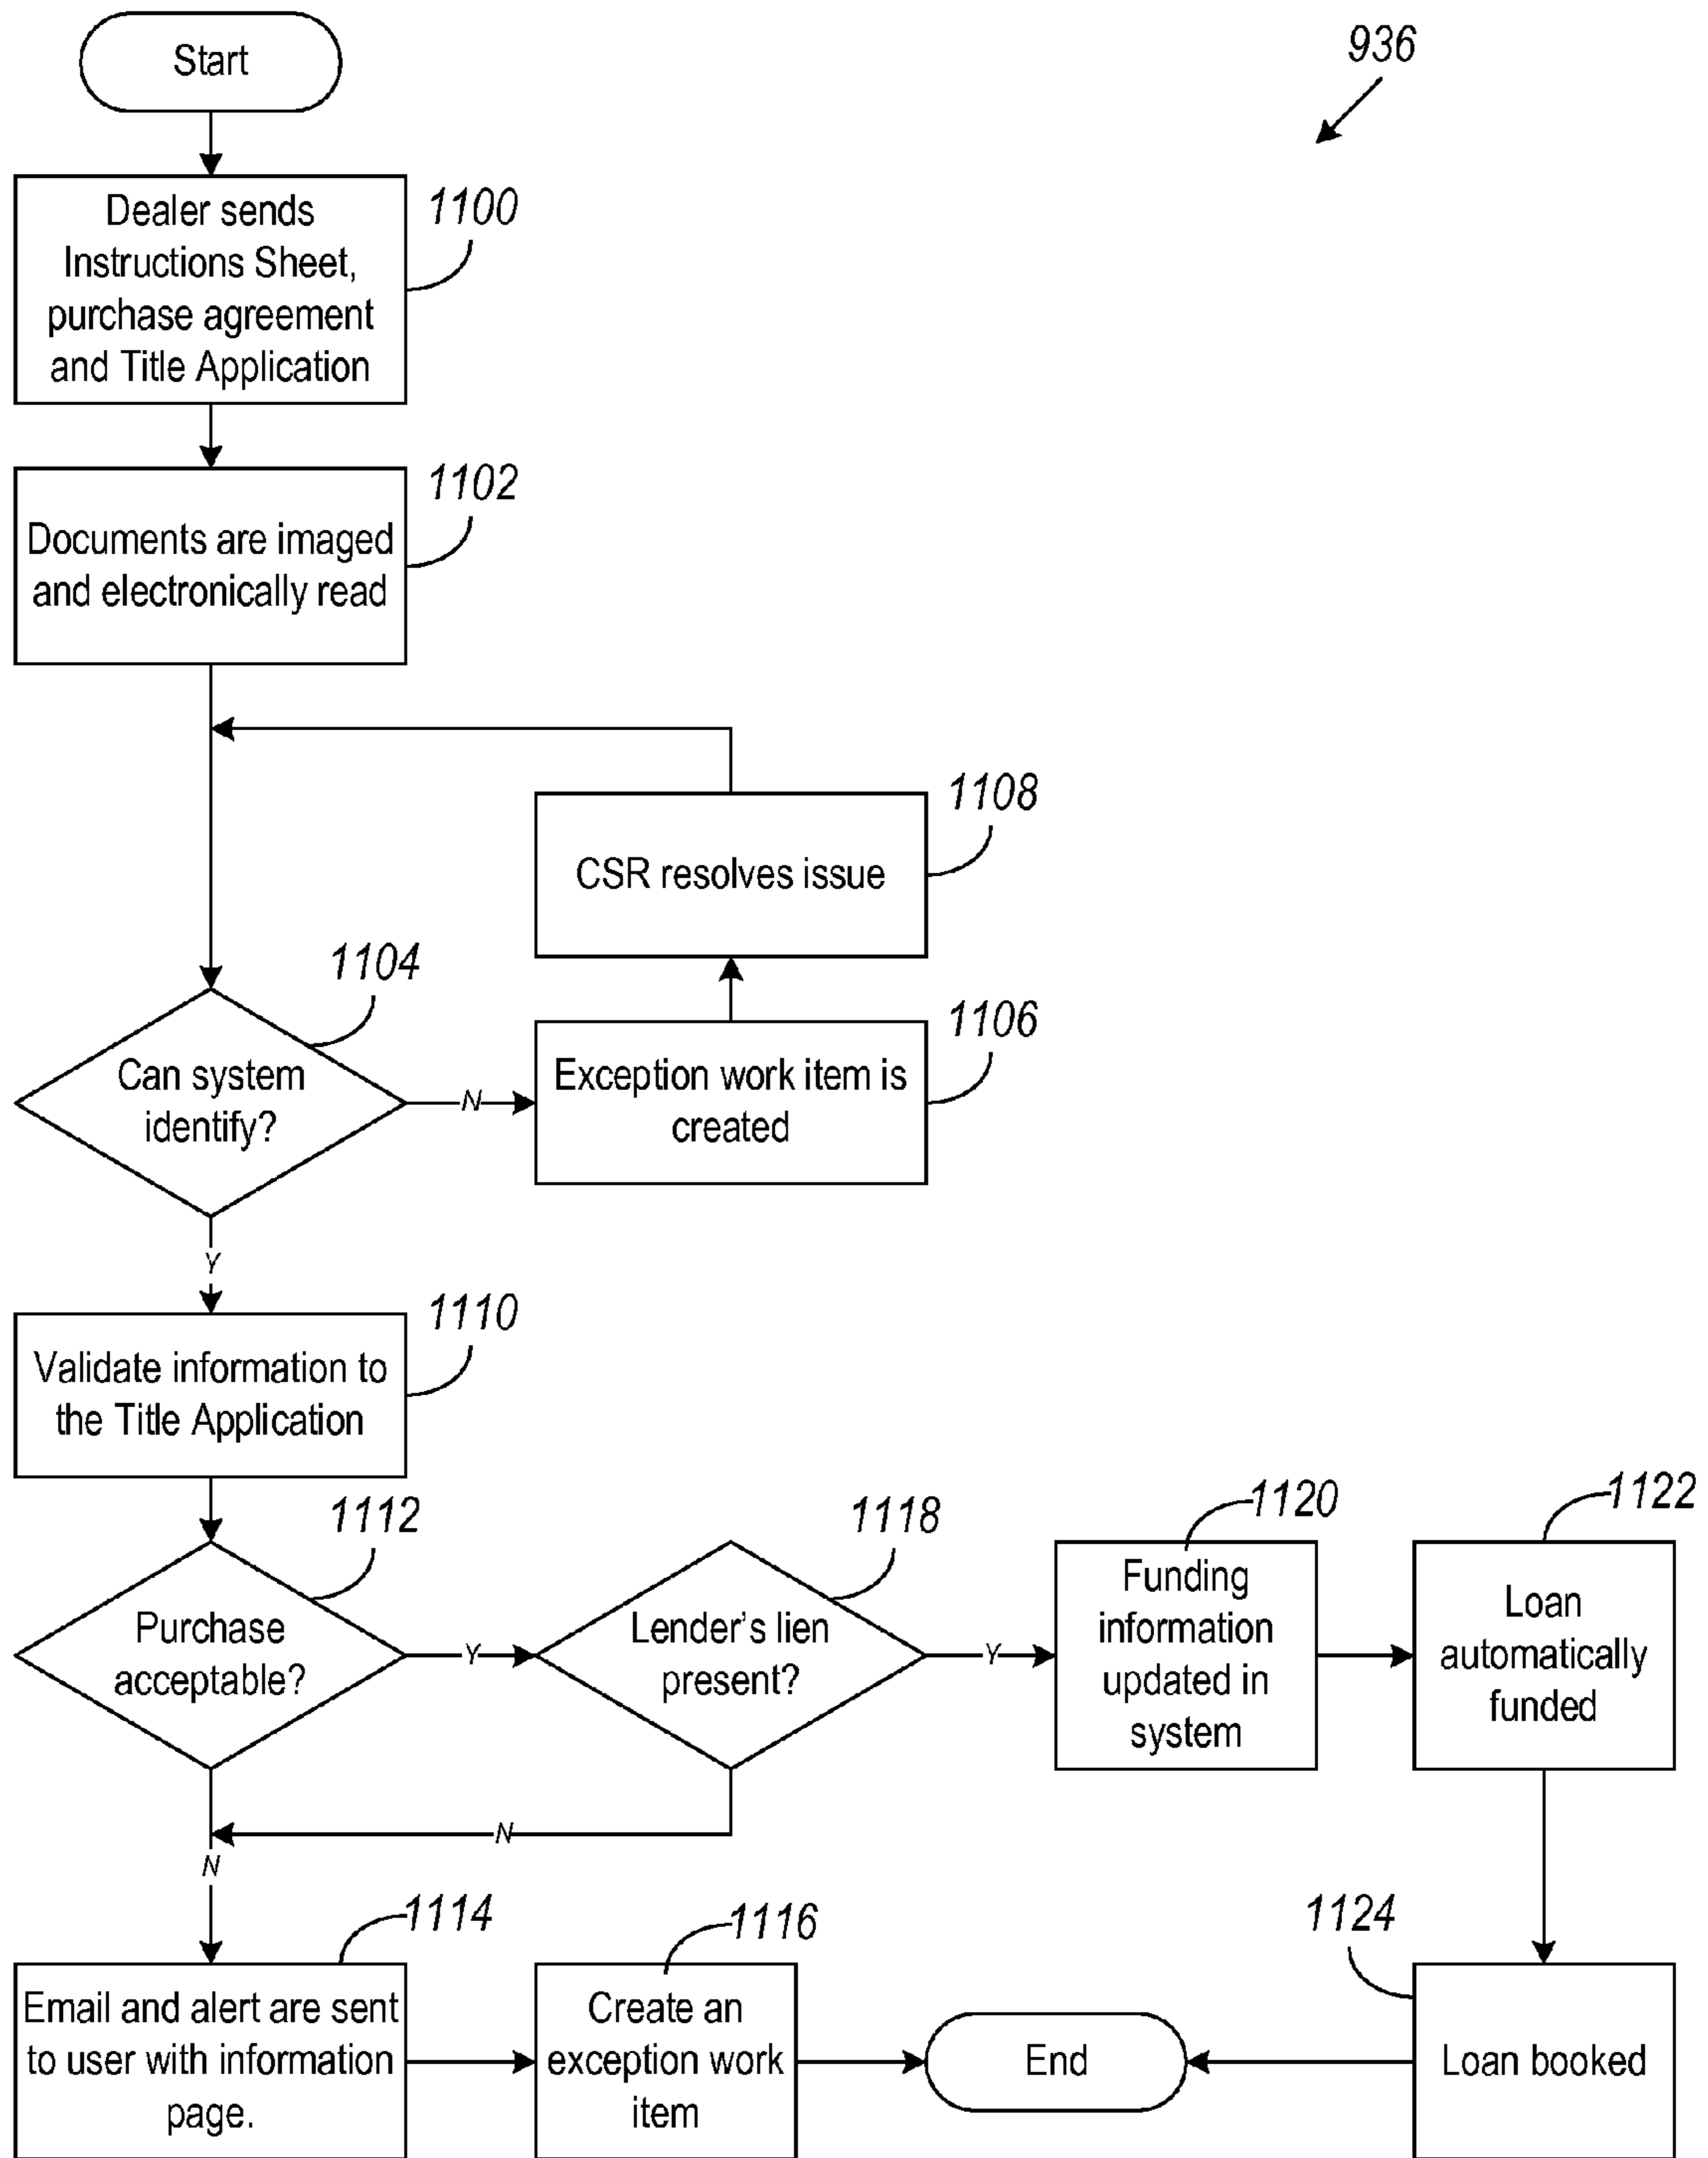 Start
936
Dealer sends
Instructions Sheet,
purchase agreement
and Title Application
1100
Documents are imaged
and electronically read
1102
CSR resolves issue
1108
Can system
identify?
1104
N
Exception work item is
created
1106
Y
Validate information to
the Title Application
1110
Purchase
acceptable?
1112
Y
Lender's lien
present?
1118
Y
Funding
information
updated in
system
1120
Loan
automatically
funded
1122
N
N
Email and alert are sent
to user with information
page.
1114
Create an
exception work
item
1116
End
Loan booked
1124